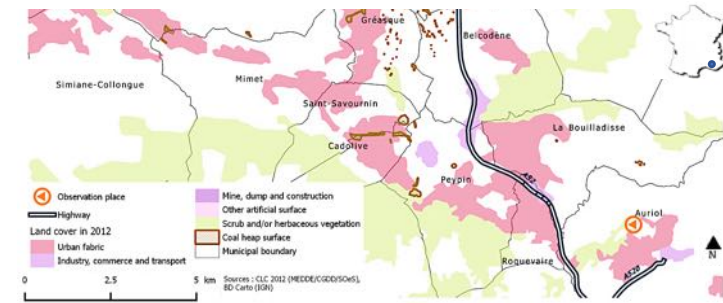 Gréasque
Belcodène
Simiane-Collongue
Mimet
Saint-Savournin
La Bouilladisse
Cadolive
Peypin
A52
Auriol
Roquevaire
A520
N
Observation place
Highway
Land cover in 2012
Urban fabric
Industry, commerce and transport
Mine, dump and construction
Other artificial surface
Scrub and/or herbaceous vegetation
Coal heap surface
Municipal boundary
0 2.5 5 km
Sources : CLC 2012 (MEDDE/CGDD/SOeS),
BD Carto (IGN)